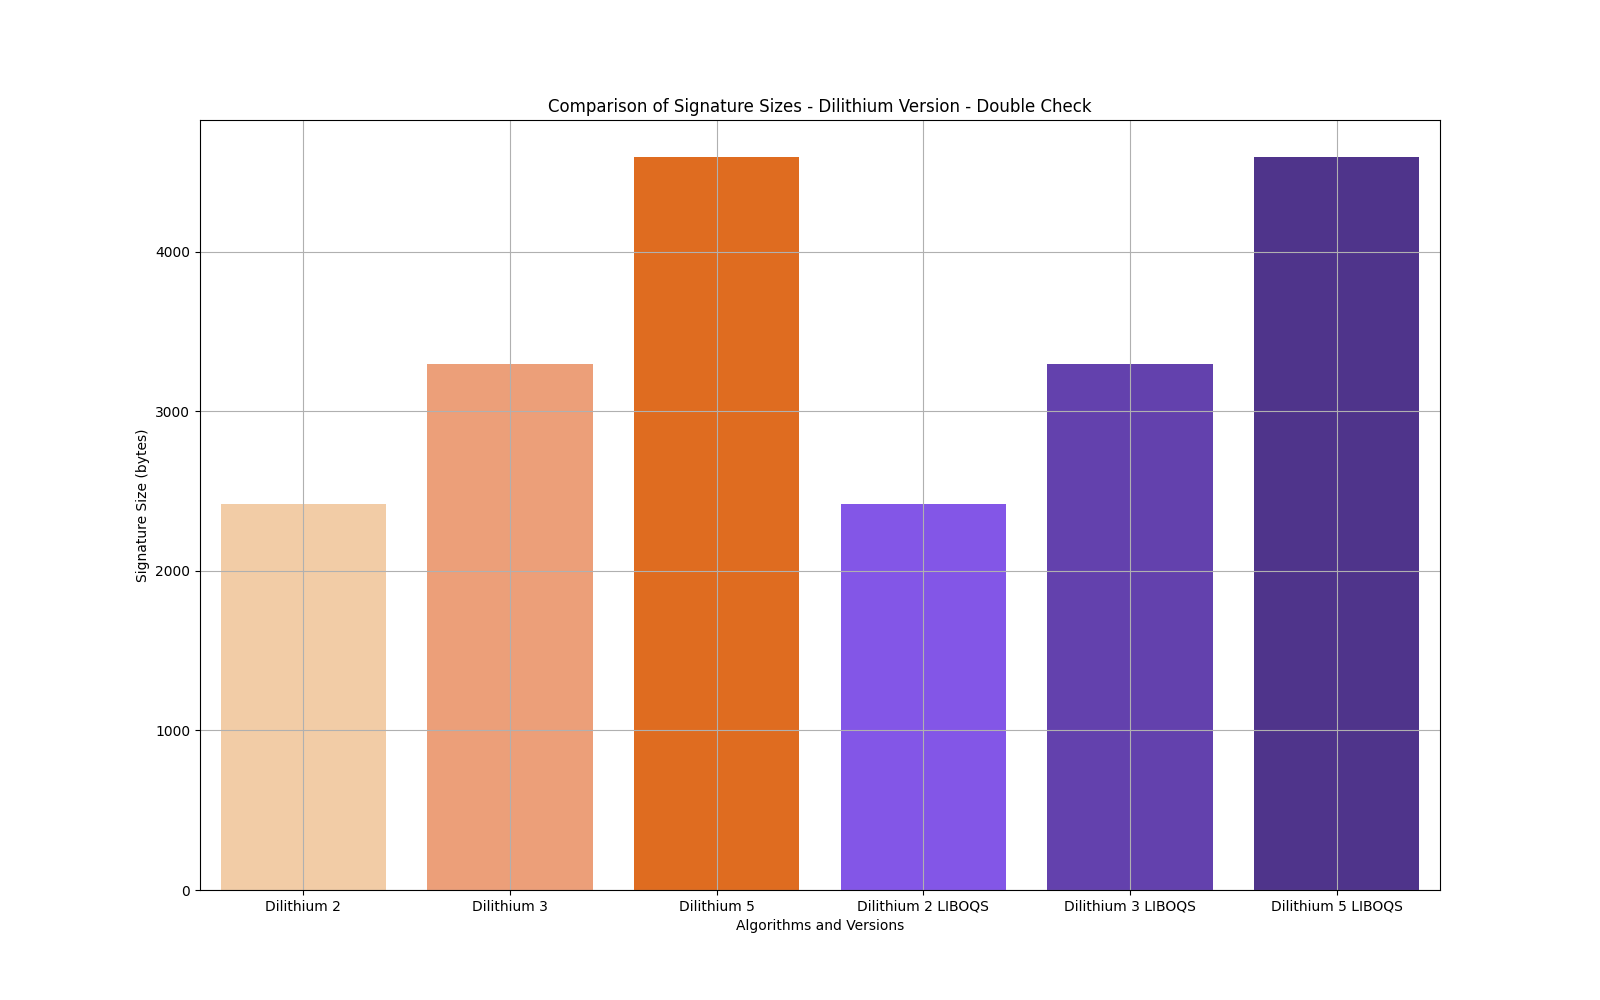 Comparison of Signature Sizes - Dilithium Version - Double Check
4000
3000
2000
1000
0
Signature Size (bytes)
Dilithium 2
Dilithium 3
Dilithium 5
Dilithium 2 LIBOQS
Dilithium 3 LIBOQS
Dilithium 5 LIBOQS
Algorithms and Versions